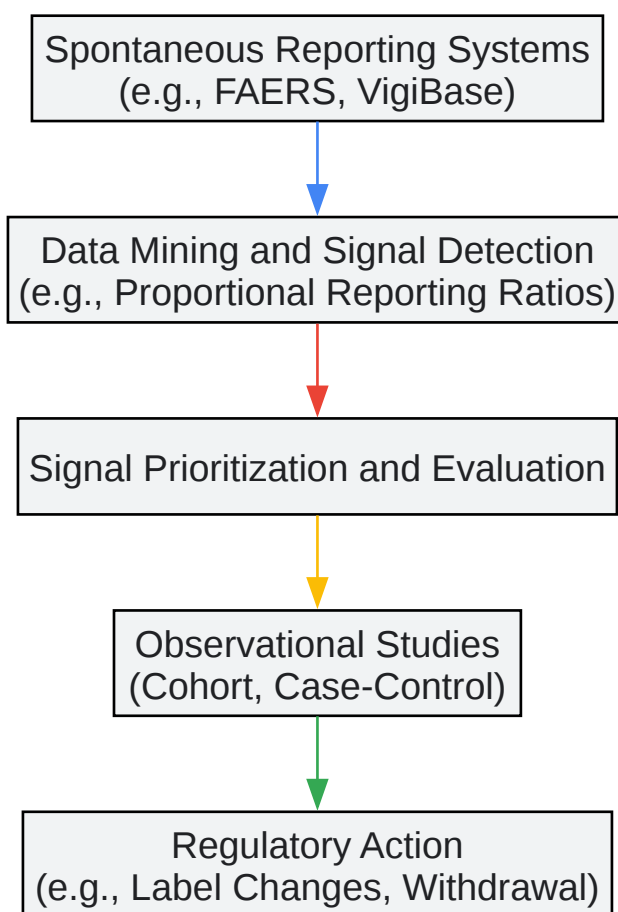 Spontaneous Reporting Systems
(e.g., FAERS, VigiBase)
Data Mining and Signal Detection
(e.g., Proportional Reporting Ratios)
Signal Prioritization and Evaluation
Observational Studies
(Cohort, Case-Control)
Regulatory Action
(e.g., Label Changes, Withdrawal)